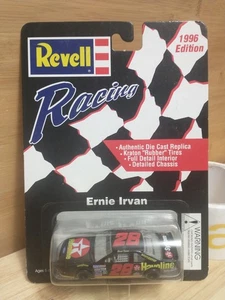 1996
Edition
Revell
Racing
• Authentic Die Cast Replica
• Kraton "Rubber" Tires
• Full Detail Interior
• Detailed Chassis
Ernie Irvan
WARNING
28
28
Havoline